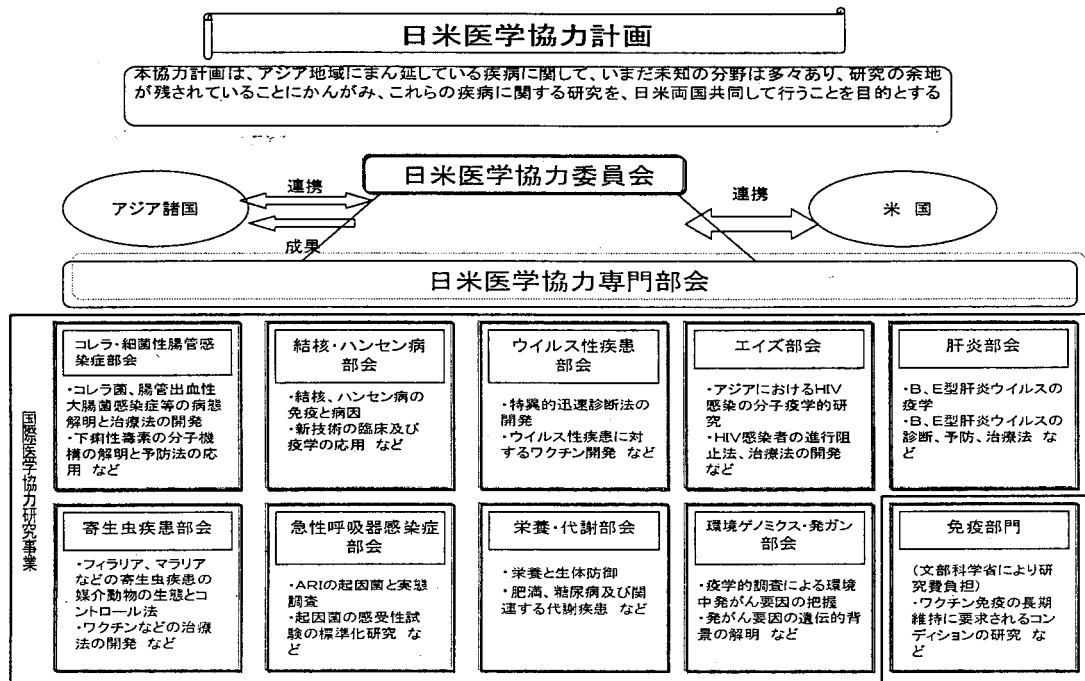 日米医学協力計画
本協力計画は、アジア地域にまん延している疾病に関して、いまだ未知の分野は多々あり、研究の余地
が残されていることにかんがみ、これらの疾病に関する研究を、日米両国共同して行うことを目的とする
日米医学協力委員会
アジア諸国
連携
成果
連携
米 国
日米医学協力専門部会
国際医学協力研究事業
コレラ・細菌性腸管感
染症部会
・コレラ菌、腸管出血性
大腸菌感染症等の病態
解明と治療法の開発
・下痢性毒素の分子機
構の解明と予防法の応
用 など
結核・ハンセン病
部会
・結核、ハンセン病の
免疫と病因
・新技術の臨床及び
疫学の応用 など
ウイルス性疾患
部会
・特異的迅速診断法の
開発
・ウイルス性疾患に対
するワクチン開発 など
エイズ部会
・アジアにおけるHIV
感染の分子疫学的研
究
・HIV感染者の進行阻
止法、治療法の開発
など
肝炎部会
・B、E型肝炎ウイルスの
疫学
・B、E型肝炎ウイルスの
診断、予防、治療法 な
ど
寄生虫疾患部会
・フィラリア、マラリア
などの寄生虫疾患の
媒介動物の生態とコ
ントロール法
・ワクチンなどの治療
法の開発 など
急性呼吸器感染症
部会
・ARIの起因菌と実態
調査
・起因菌の感受性試
験の標準化研究 な
ど
栄養・代謝部会
・栄養と生体防御
・肥満、糖尿病及び関
連する代謝疾患 など
環境ゲノミクス・発ガン
部会
・疫学的調査による環境
中発がん要因の把握
・発がん要因の遺伝的背
景の解明 など
免疫部門
(文部科学省により研
究費負担)
・ワクチン免疫の長期
維持に要求されるコン
ディションの研究 な
ど